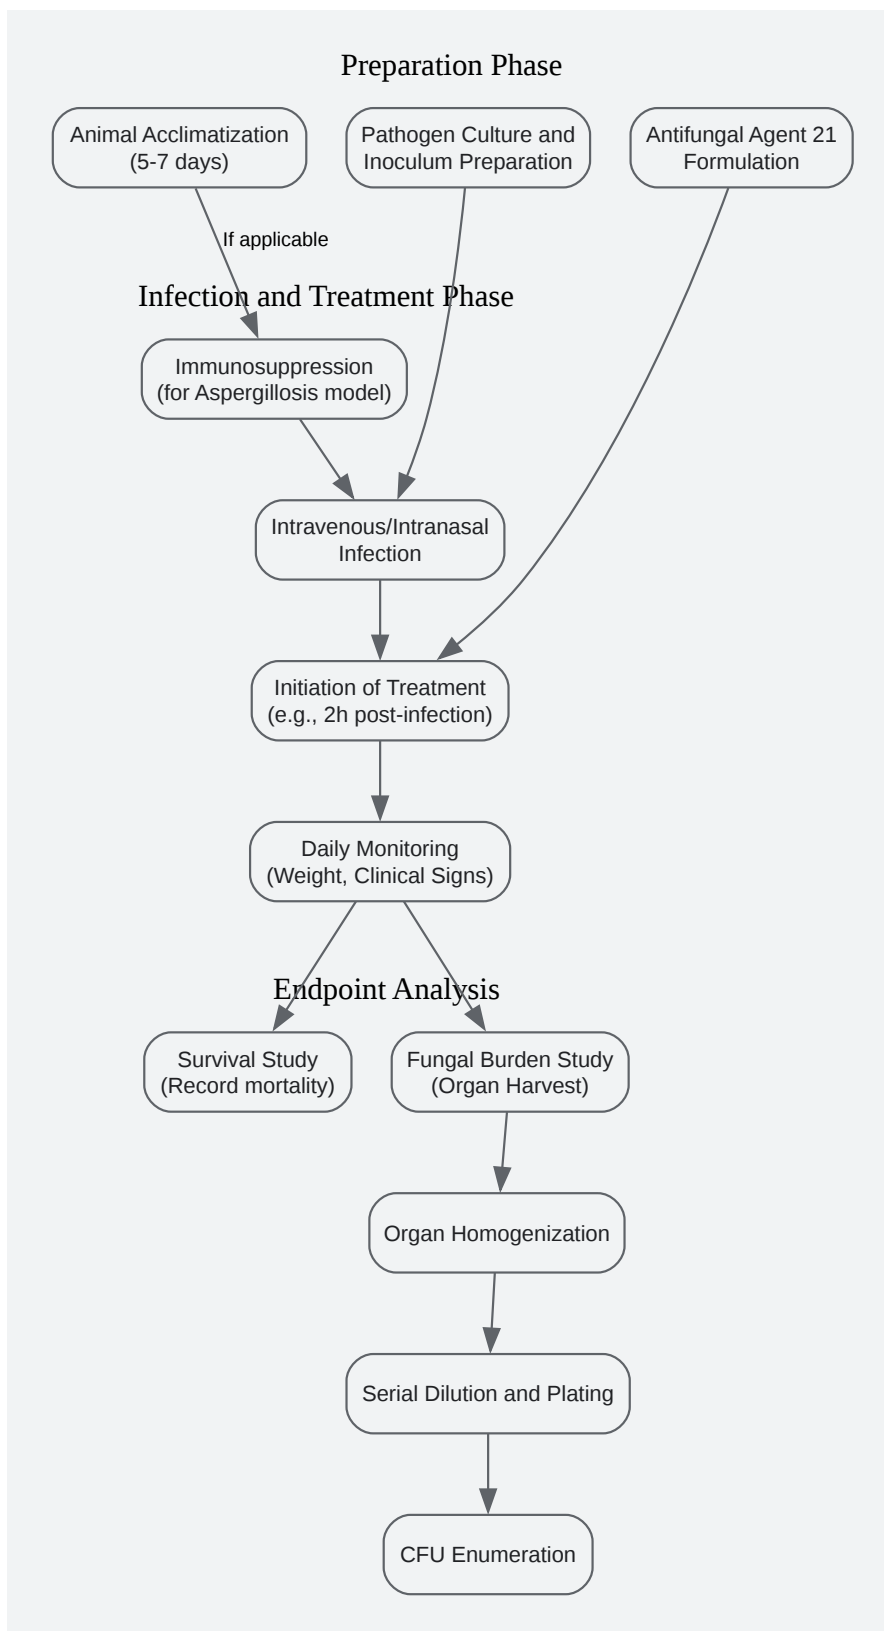 Preparation Phase
Animal Acclimatization
(5-7 days)
Pathogen Culture and
Inoculum Preparation
Antifungal Agent 21
Formulation
If applicable
Infection and Treatment Phase
Immunosuppression
(for Aspergillosis model)
Intravenous/Intranasal
Infection
Initiation of Treatment
(e.g., 2h post-infection)
Daily Monitoring
(Weight, Clinical Signs)
Endpoint Analysis
Survival Study
(Record mortality)
Fungal Burden Study
(Organ Harvest)
Organ Homogenization
Serial Dilution and Plating
CFU Enumeration